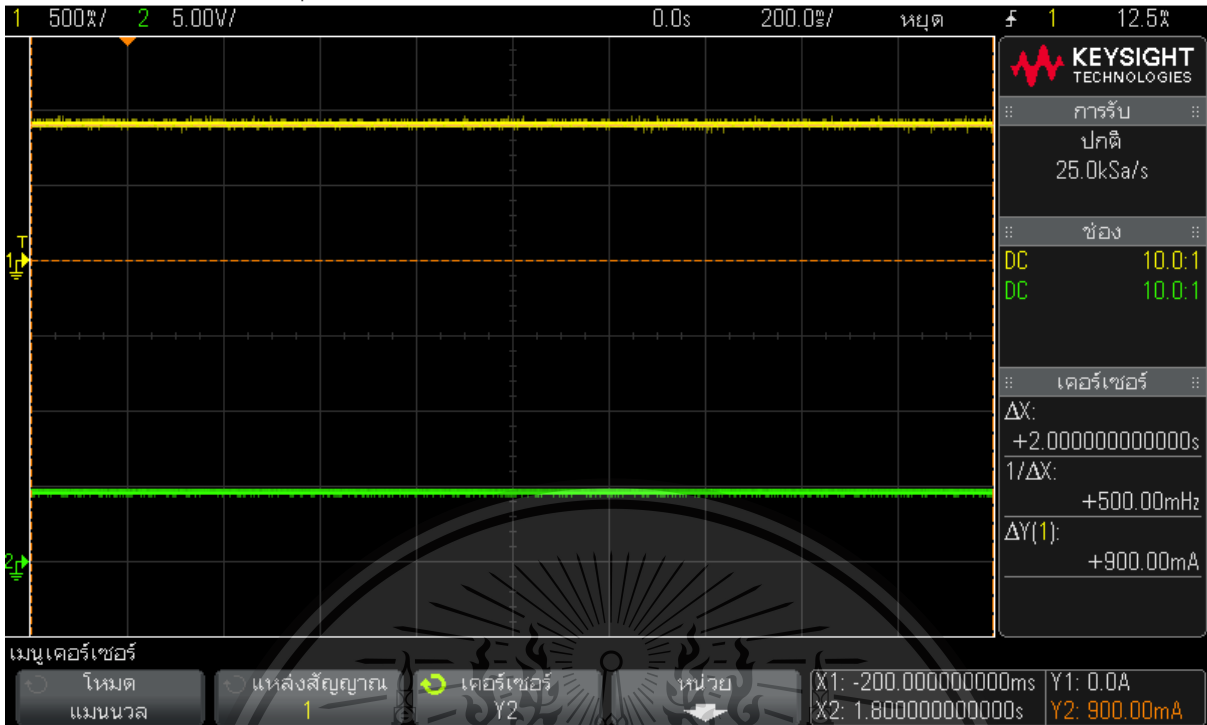 1 500㎃/ 2 5.00V/ 0.0s 200.0㎳/ หยุด 1 12.5㎃
KEYSIGHT
TECHNOLOGIES
การรับ
ปกติ
25.0kSa/s
ช่อง
DC 10.0:1
DC 10.0:1
T
1
2
เคอร์เซอร์
ΔX:
+2.000000000000s
1/ΔX:
+500.00mHz
ΔY(1):
+900.00mA
เมนูเคอร์เซอร์
โหมด
แมนนวล
แหล่งสัญญาณ
1
เคอร์เซอร์
Y2
หน่วย
X1: -200.000000000ms
X2: 1.800000000000s
Y1: 0.0A
Y2: 900.00mA